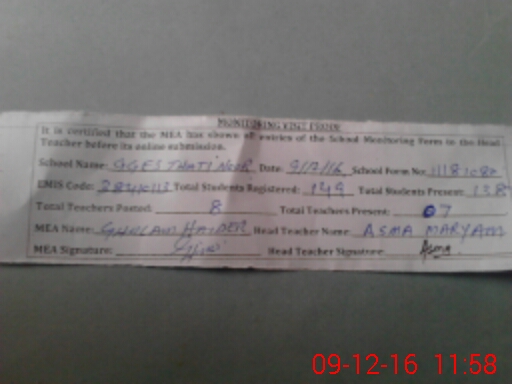 MONITORING VISIT PROFORMA
It is certified that the MEA has shown all entries of the School Monitoring Form to the Head
Teacher before its online submission.
School Name: GGES THATI NOOR Date: 9/12/16 School Form No:
EMIS Code: Total Students Registered: 149 Total Students Present: 138
Total Teachers Posted: 8 Total Teachers Present: 07
MEA Name: GHULAM HAIDER Head Teacher Name: ASMA MARYAM
MEA Signature: Head Teacher Signature: Asma
09-12-16 11:58